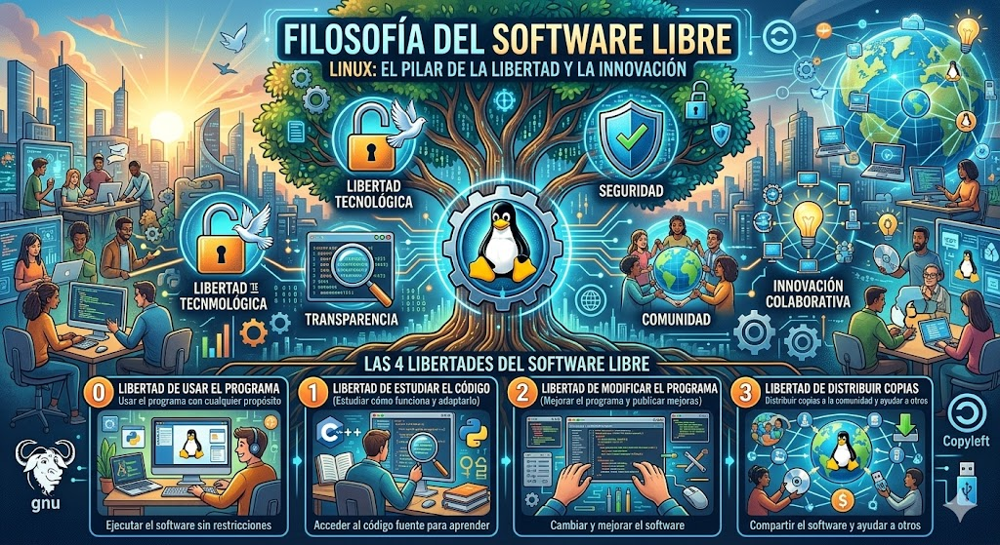 FILOSOFÍA DEL SOFTWARE LIBRE
LINUX: EL PILAR DE LA LIBERTAD Y LA INNOVACIÓN
LIBERTAD
TECNOLÓGICA
SEGURIDAD
LIBERTAD TE
TECNMOLÓGICA
TRANSPARENCIA
COMUNIDAD
INNOVACIÓN
COLABORATIVA
LAS 4 LIBERTADES DEL SOFTWARE LIBRE
0 LIBERTAD DE USAR EL PROGRAMA
Usar el programa con cualquier propósito
Ejecutar el software sin restricciones
1 LIBERTAD DE ESTUDIAR EL CÓDIGO
(Estudiar cómo funciona y adaptarlo)
C++
Acceder al código fuente para aprender
2 LIBERTAD DE MODIFICAR EL PROGRAMA
(Mejorar el programa y publicar mejoras)
Cambiar y mejorar el software
3 LIBERTAD DE DISTRIBUIR COPIAS
Distribuir copias a la comunidad y ayudar a otros
$
Compartir el software y ayudar a otros
gnu
Copyleft